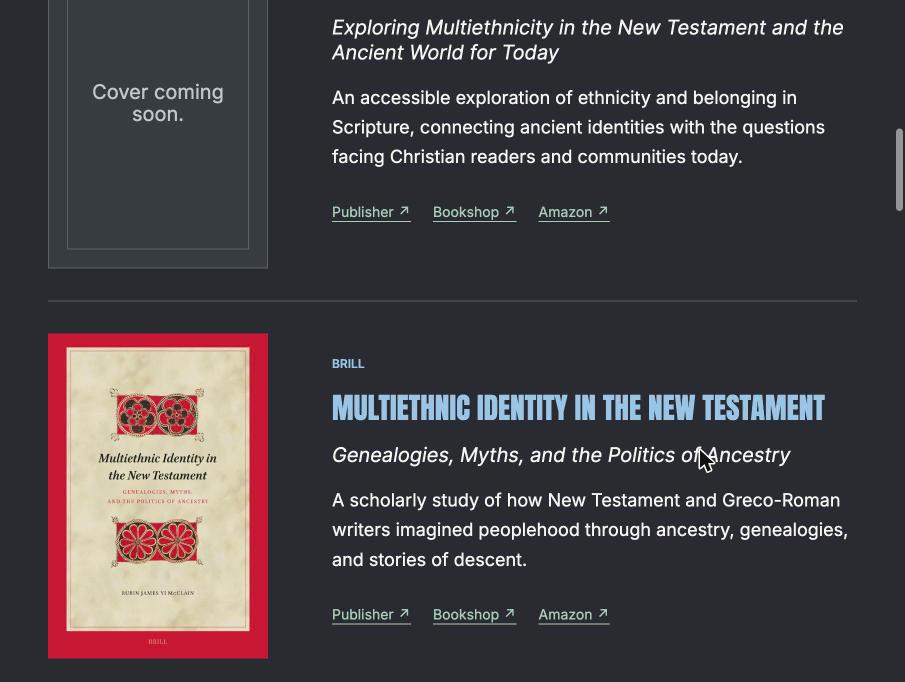 Exploring Multiethnicity in the New Testament and the
Ancient World for Today
Cover coming
soon.
An accessible exploration of ethnicity and belonging in
Scripture, connecting ancient identities with the questions
facing Christian readers and communities today.
Publisher ↗ Bookshop ↗ Amazon ↗
BRILL
MULTIETHNIC IDENTITY IN THE NEW TESTAMENT
Genealogies, Myths, and the Politics of Ancestry
A scholarly study of how New Testament and Greco-Roman
writers imagined peoplehood through ancestry, genealogies,
and stories of descent.
Publisher ↗ Bookshop ↗ Amazon ↗
Multiethnic Identity in
the New Testament
GENEALOGIES, MYTHS,
AND THE POLITICS OF ANCESTRY
RUBIN JAMES YI McCLAIN
BRILL